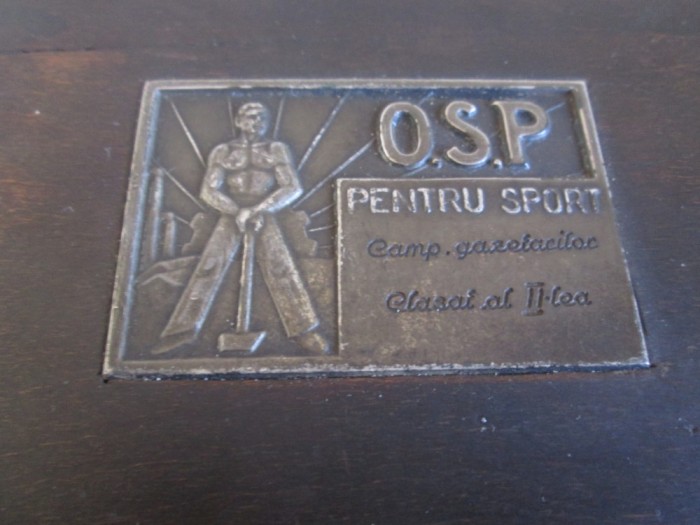 O.S.P
PENTRU SPORT
Camp. gazetarilor
Clasat al II-lea